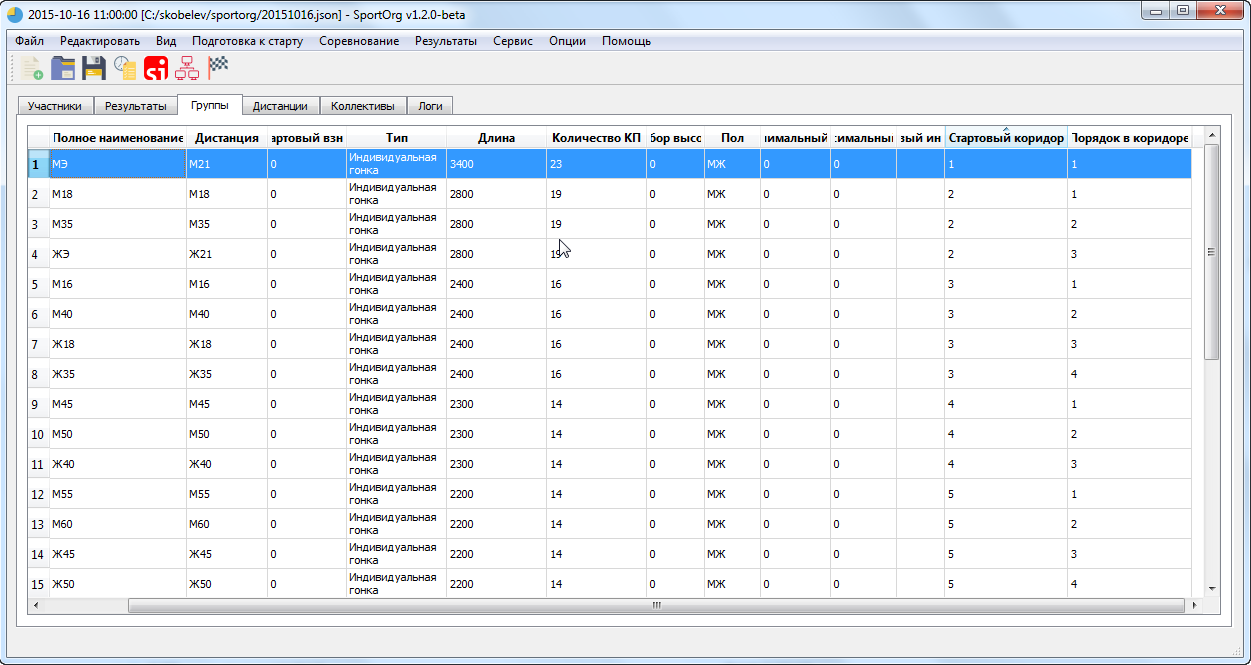 2015-10-16 11:00:00 [C:/skobelev/sportorg/20151016.json] - SportOrg v1.2.0-beta
Файл Редактировать Вид Подготовка к старту Соревнование Результаты Сервис Опции Помощь
Участники Результаты Группы Дистанции Коллективы Логи
Полное наименование Дистанция артовый взн Тип Длина Количество КП бор высс Пол нимальный симальны вый ин Стартовый коридор Порядок в коридоре
1 МЭ М21 0 Индивидуальная гонка 3400 23 0 МЖ 0 0 1 1
2 М18 М18 0 Индивидуальная гонка 2800 19 0 МЖ 0 0 2 1
3 М35 М35 0 Индивидуальная гонка 2800 19 0 МЖ 0 0 2 2
4 ЖЭ Ж21 0 Индивидуальная гонка 2800 19 0 МЖ 0 0 2 3
5 М16 М16 0 Индивидуальная гонка 2400 16 0 МЖ 0 0 3 1
6 М40 М40 0 Индивидуальная гонка 2400 16 0 МЖ 0 0 3 2
7 Ж18 Ж18 0 Индивидуальная гонка 2400 16 0 МЖ 0 0 3 3
8 Ж35 Ж35 0 Индивидуальная гонка 2400 16 0 МЖ 0 0 3 4
9 М45 М45 0 Индивидуальная гонка 2300 14 0 МЖ 0 0 4 1
10 М50 М50 0 Индивидуальная гонка 2300 14 0 МЖ 0 0 4 2
11 Ж40 Ж40 0 Индивидуальная гонка 2300 14 0 МЖ 0 0 4 3
12 М55 М55 0 Индивидуальная гонка 2200 14 0 МЖ 0 0 5 1
13 М60 М60 0 Индивидуальная гонка 2200 14 0 МЖ 0 0 5 2
14 Ж45 Ж45 0 Индивидуальная гонка 2200 14 0 МЖ 0 0 5 3
15 Ж50 Ж50 0 Индивидуальная гонка 2200 14 0 МЖ 0 0 5 4